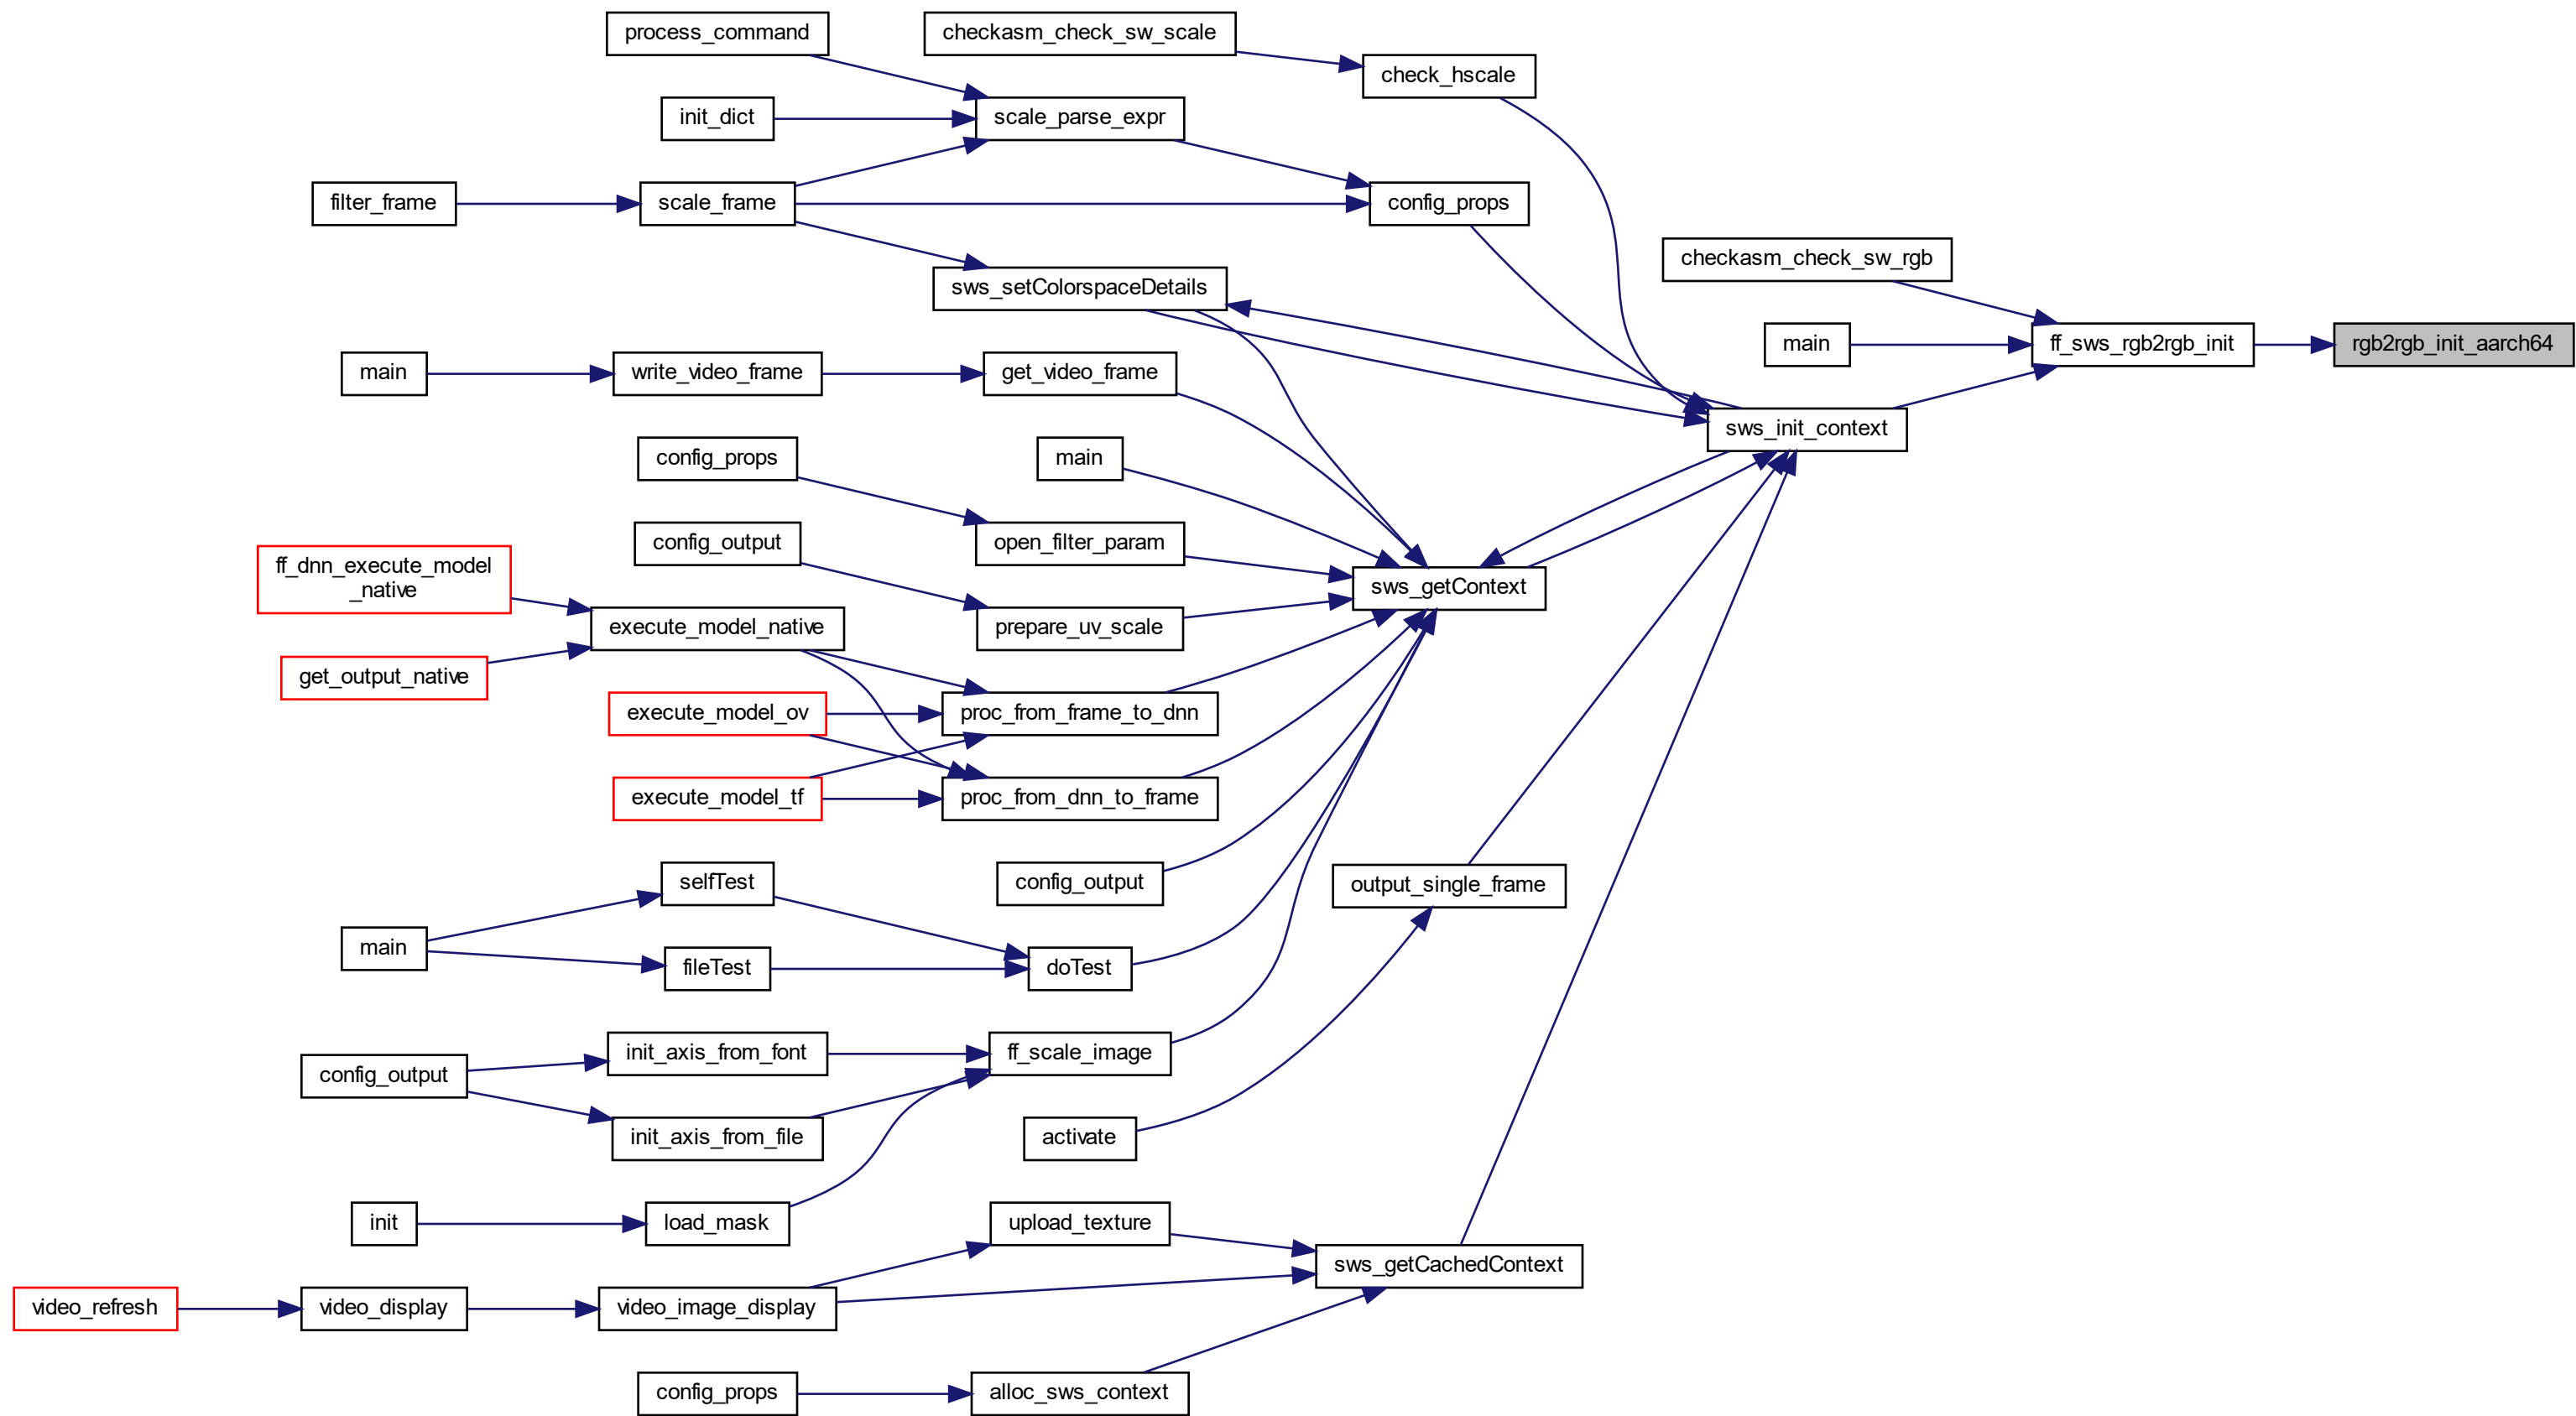 process_command
checkasm_check_sw_scale
check_hscale
init_dict
scale_parse_expr
filter_frame
scale_frame
config_props
checkasm_check_sw_rgb
sws_setColorspaceDetails
main
ff_sws_rgb2rgb_init
rgb2rgb_init_aarch64
main
write_video_frame
get_video_frame
sws_init_context
config_props
main
config_output
open_filter_param
ff_dnn_execute_model
_native
sws_getContext
execute_model_native
prepare_uv_scale
get_output_native
execute_model_ov
proc_from_frame_to_dnn
execute_model_tf
proc_from_dnn_to_frame
selfTest
config_output
output_single_frame
main
fileTest
doTest
init_axis_from_font
ff_scale_image
config_output
init_axis_from_file
activate
init
load_mask
upload_texture
sws_getCachedContext
video_refresh
video_display
video_image_display
config_props
alloc_sws_context